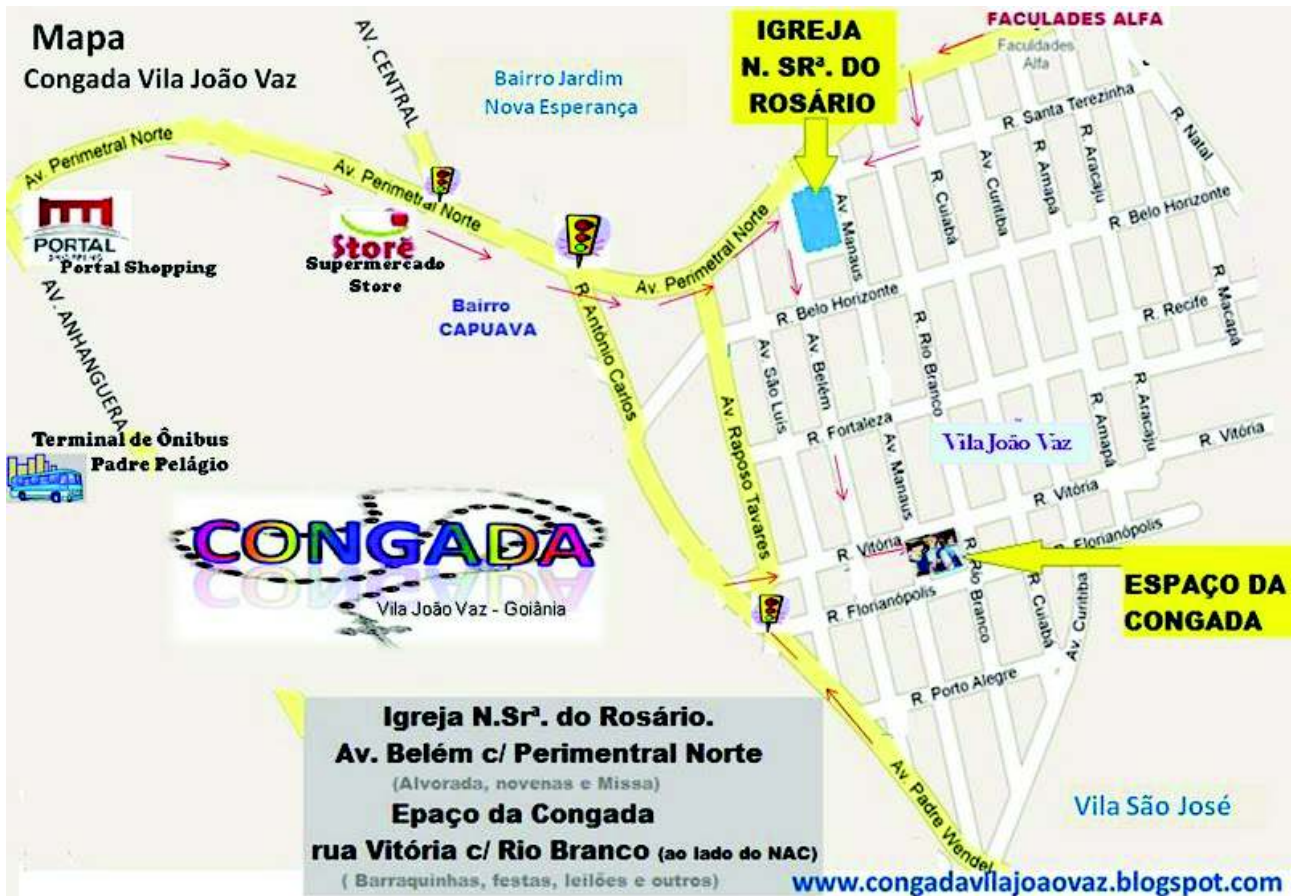 Mapa
Congada Vila João Vaz
AV. CENTRAL
Bairro Jardim
Nova Esperança
IGREJA
N. SRª. DO
ROSÁRIO
FACULADES ALFA
Faculdades
Alfa
Av. Perimetral Norte
Av. Perimetral Norte
Av. Perimetral Norte
R. Santa Terezinha
R. Natal
R. Aracaju
R. Amapa
Av. Curitiba
R. Cuiabá
Av. Manaus
R. Belo Horizonte
PORTAL
SHOPPING
Portal Shopping
Store
Supermercado
Store
Bairro
CAPUAVA
AV. ANHANGUERA
R. Antônio Carlos
R. Belo Horizonte
R. Recife
R. Macapá
Av. São Luís
Av. Belém
R. Rio Branco
Av. Raposo Tavares
R. Fortaleza
Av. Manaus
Vila João Vaz
R. Amapá
R. Aracaju
R. Vitória
Terminal de Ônibus
Padre Pelágio
CONGADA
Vila João Vaz - Goiânia
R. Vitória
R. Vitória
R. Florianópolis
R. Florianópolis
R. Rio Branco
R. Cuiabá
Av. Curitiba
ESPAÇO DA
CONGADA
R. Porto Alegre
Av. Padre Wendel
Vila São José
Igreja N.Srª. do Rosário.
Av. Belém c/ Perimentral Norte
(Alvorada, novenas e Missa)
Epaço da Congada
rua Vitória c/ Rio Branco (ao lado do NAC)
( Barraquinhas, festas, leilões e outros)
www.congadavilajoaovaz.blogspot.com